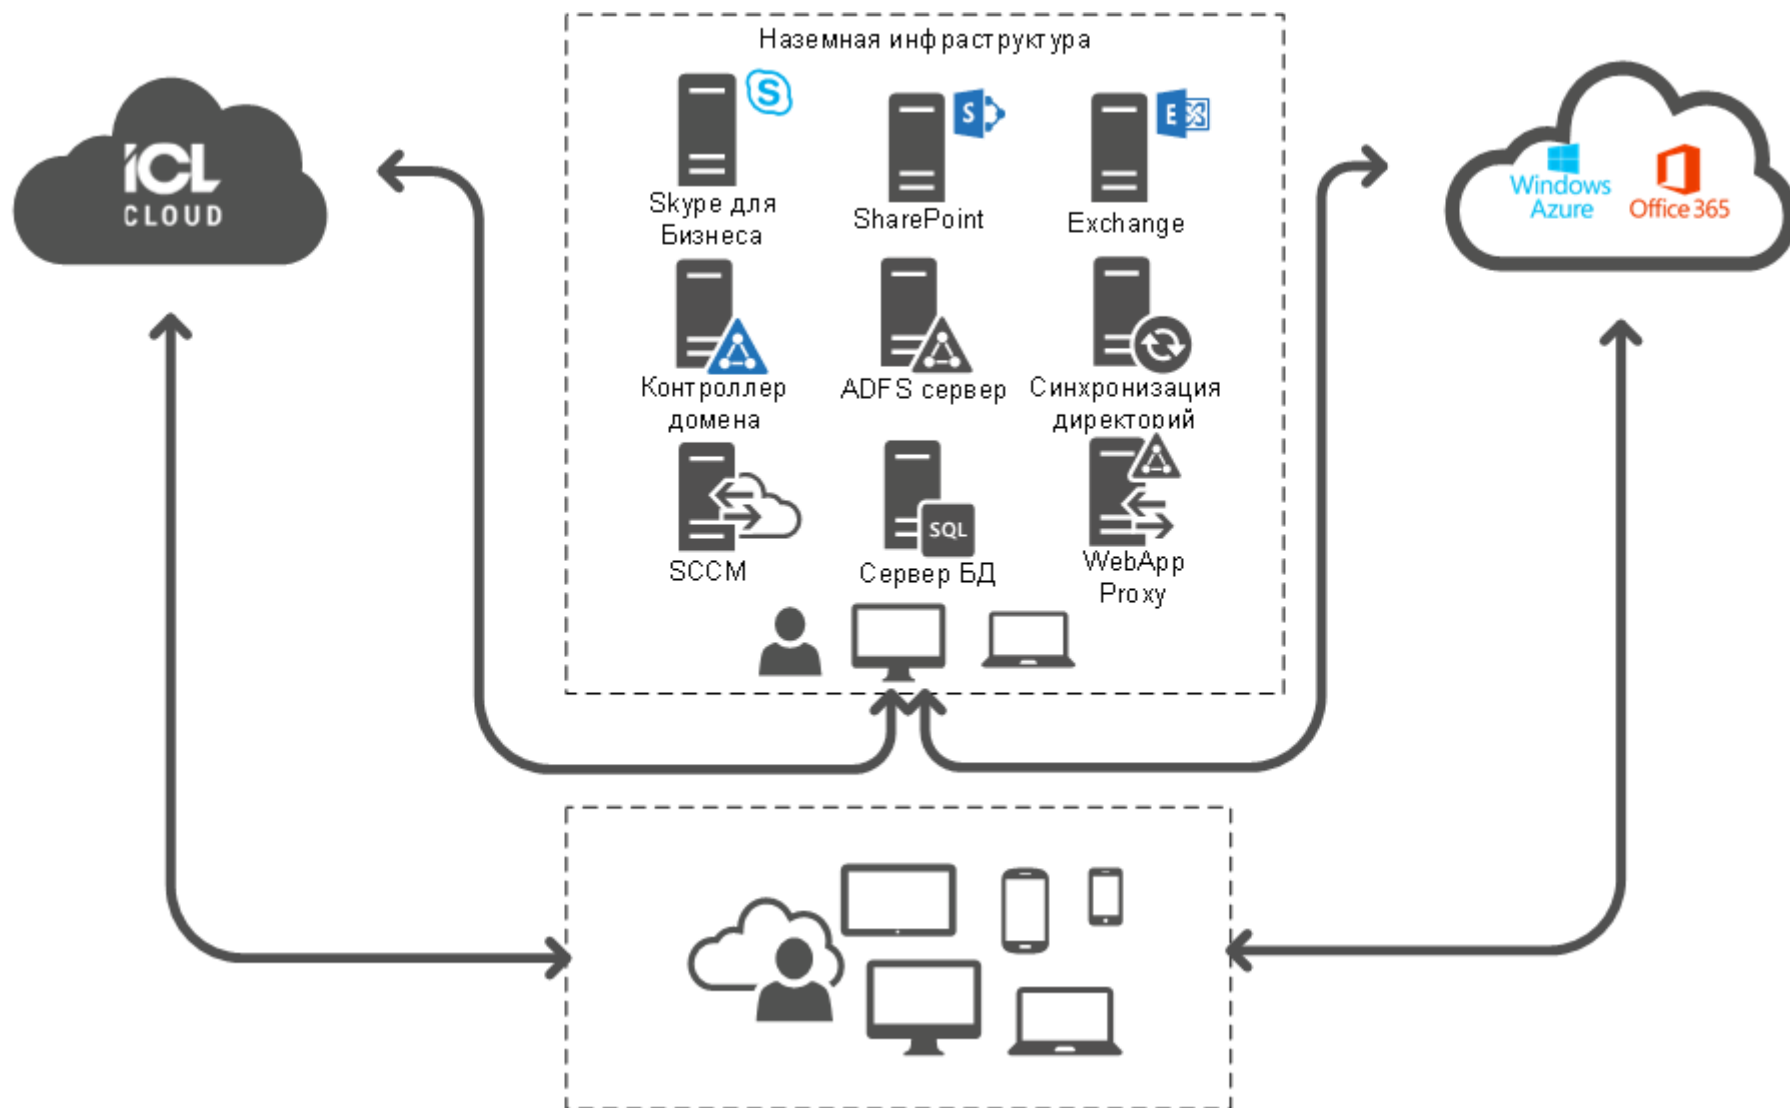 Наземная инфраструктура
iCL
CLOUD
S
S
E
Windows
Azure
Office 365
Skype для
Бизнеса
SharePoint
Exchange
Контроллер
домена
ADFS сервер
Синхронизация
директорий
SCCM
SQL
Сервер БД
WebApp
Proxy